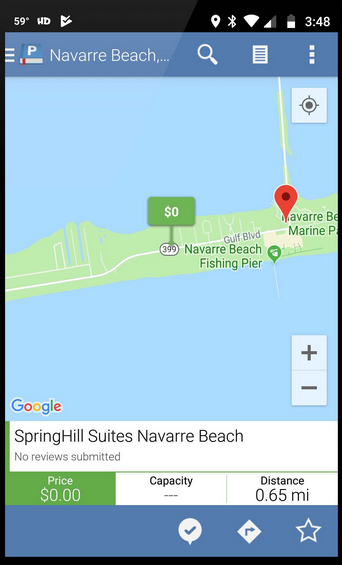 59° HD 3:48
P Navarre Beach,...
$0
Navarre Be
Marine Pa
Gulf Blvd
399
Navarre Beach
Fishing Pier
+
−
Google
SpringHill Suites Navarre Beach
No reviews submitted
Price Capacity Distance
$0.00 --- 0.65 mi